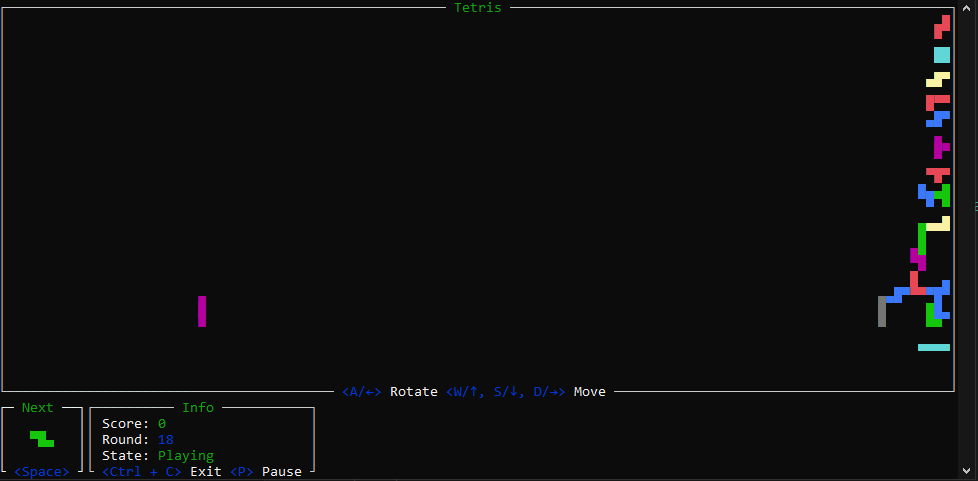 Tetris
<A/←> Rotate <W/↑, S/↓, D/→> Move
Next
Info
Score: 0
Round: 18
State: Playing
<Space>
<Ctrl + C> Exit <P> Pause